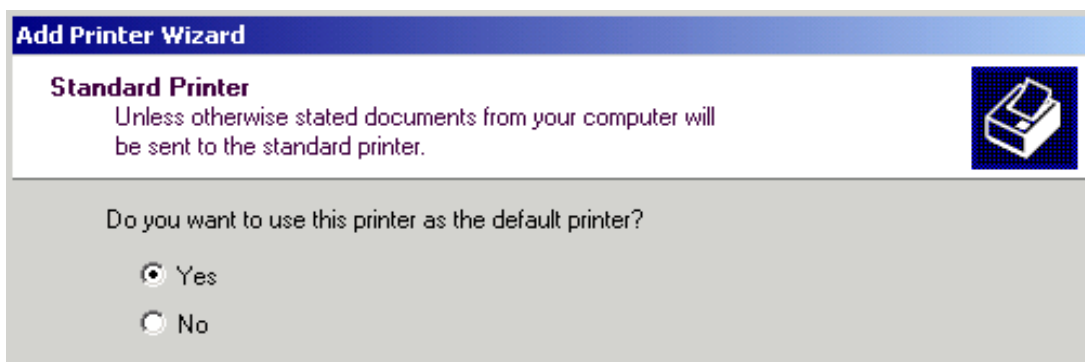 Add Printer Wizard
Standard Printer
Unless otherwise stated documents from your computer will
be sent to the standard printer.
Do you want to use this printer as the default printer?
Yes
No